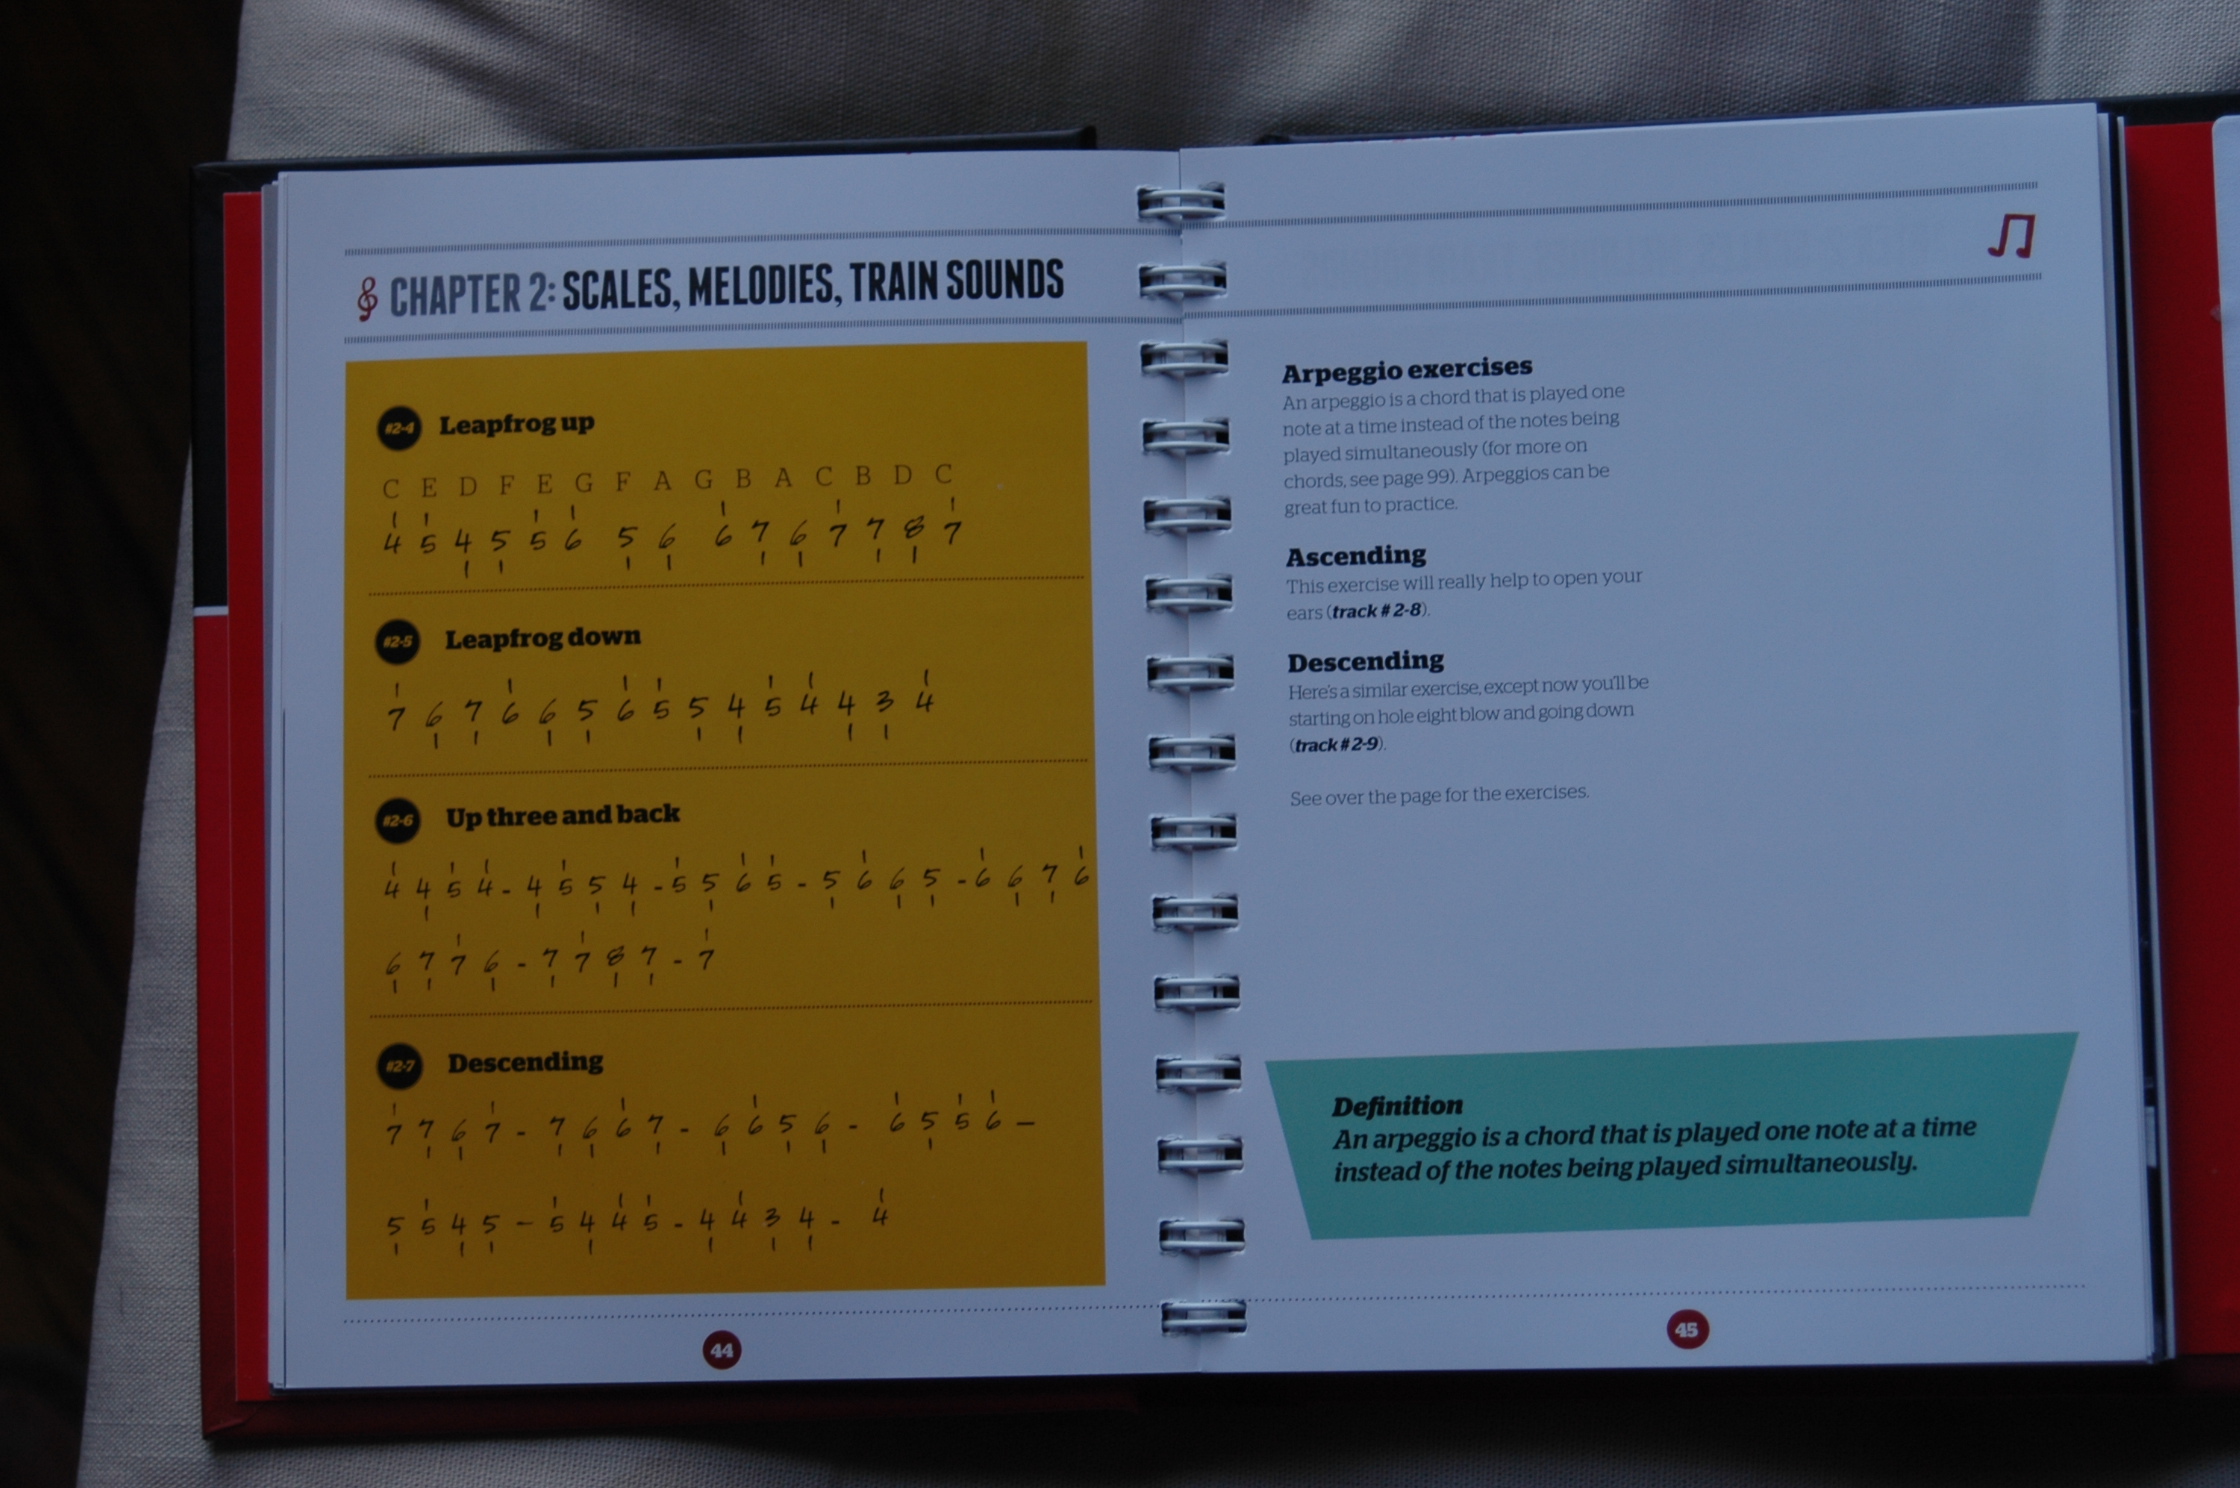 CHAPTER 2: SCALES, MELODIES, TRAIN SOUNDS
#2-4 Leapfrog up
C E D F E G F A G B A C B D C
4 5 4 5 5 6 5 6 6 7 6 7 7 8 7
#2-5 Leapfrog down
7 6 7 6 6 5 6 5 5 4 5 4 4 3 4
#2-6 Up three and back
4 4 5 4 - 4 5 5 4 - 5 5 6 5 - 5 6 6 5 - 6 6 7 6
6 7 7 6 - 7 7 8 7 - 7
#2-7 Descending
7 7 6 7 - 7 6 6 7 - 6 6 5 6 - 6 5 5 6 -
5 5 4 5 - 5 4 4 5 - 4 4 3 4 - 4
44
Arpeggio exercises
An arpeggio is a chord that is played one
note at a time instead of the notes being
played simultaneously (for more on
chords, see page 99). Arpeggios can be
great fun to practice.
Ascending
This exercise will really help to open your
ears (track # 2-8).
Descending
Here's a similar exercise, except now you'll be
starting on hole eight blow and going down
(track # 2-9).
See over the page for the exercises.
Definition
An arpeggio is a chord that is played one note at a time
instead of the notes being played simultaneously.
45